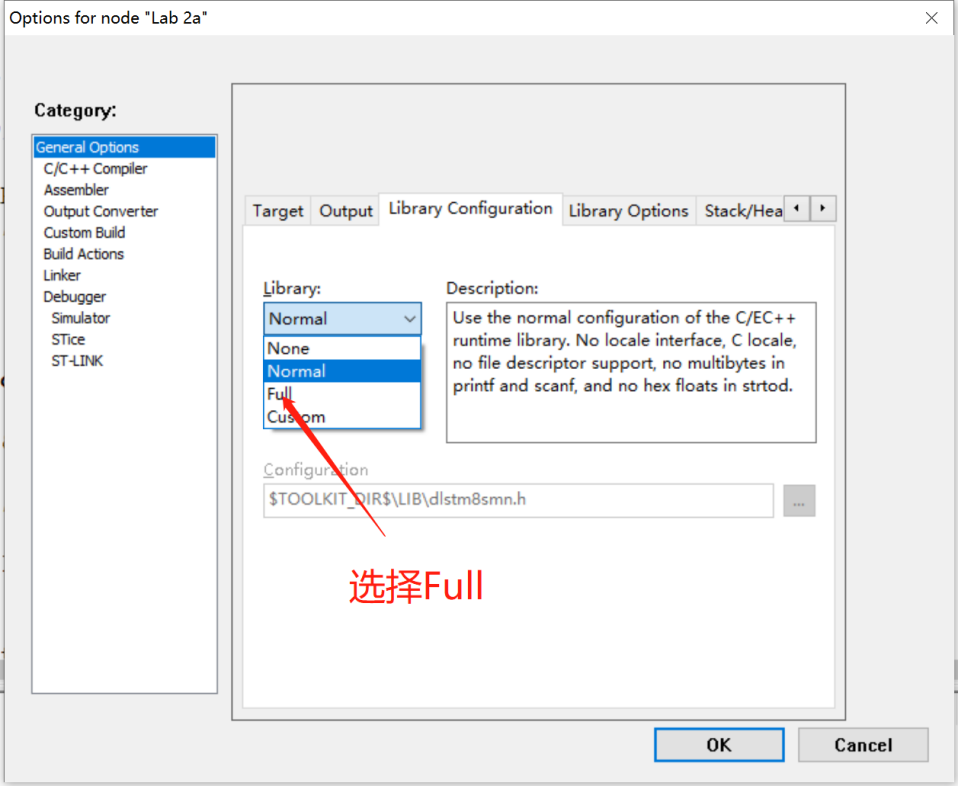 Options for node "Lab 2a"
Category:
General Options
C/C++ Compiler
Assembler
Output Converter
Custom Build
Build Actions
Linker
Debugger
Simulator
STice
ST-LINK
Target
Output
Library Configuration
Library Options
Stack/Hea
Library:
Normal
None
Normal
Full
Custom
Description:
Use the normal configuration of the C/EC++
runtime library. No locale interface, C locale,
no file descriptor support, no multibytes in
printf and scanf, and no hex floats in strtod.
Configuration
$TOOLKIT_DIR$\LIB\dlstm8smn.h
...
选择Full
OK
Cancel